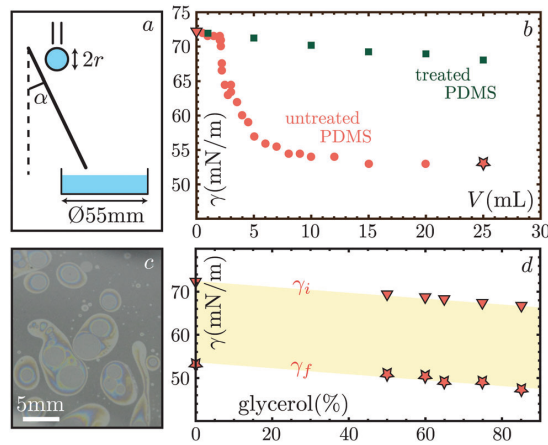 a
2r
α
Ø55mm
b
75
70
65
60
55
50
γ(mN/m)
treated
PDMS
untreated
PDMS
V(mL)
0 5 10 15 20 25 30
c
5mm
d
70
60
50
γ(mN/m)
γi
γf
glycerol(%)
0 20 40 60 80